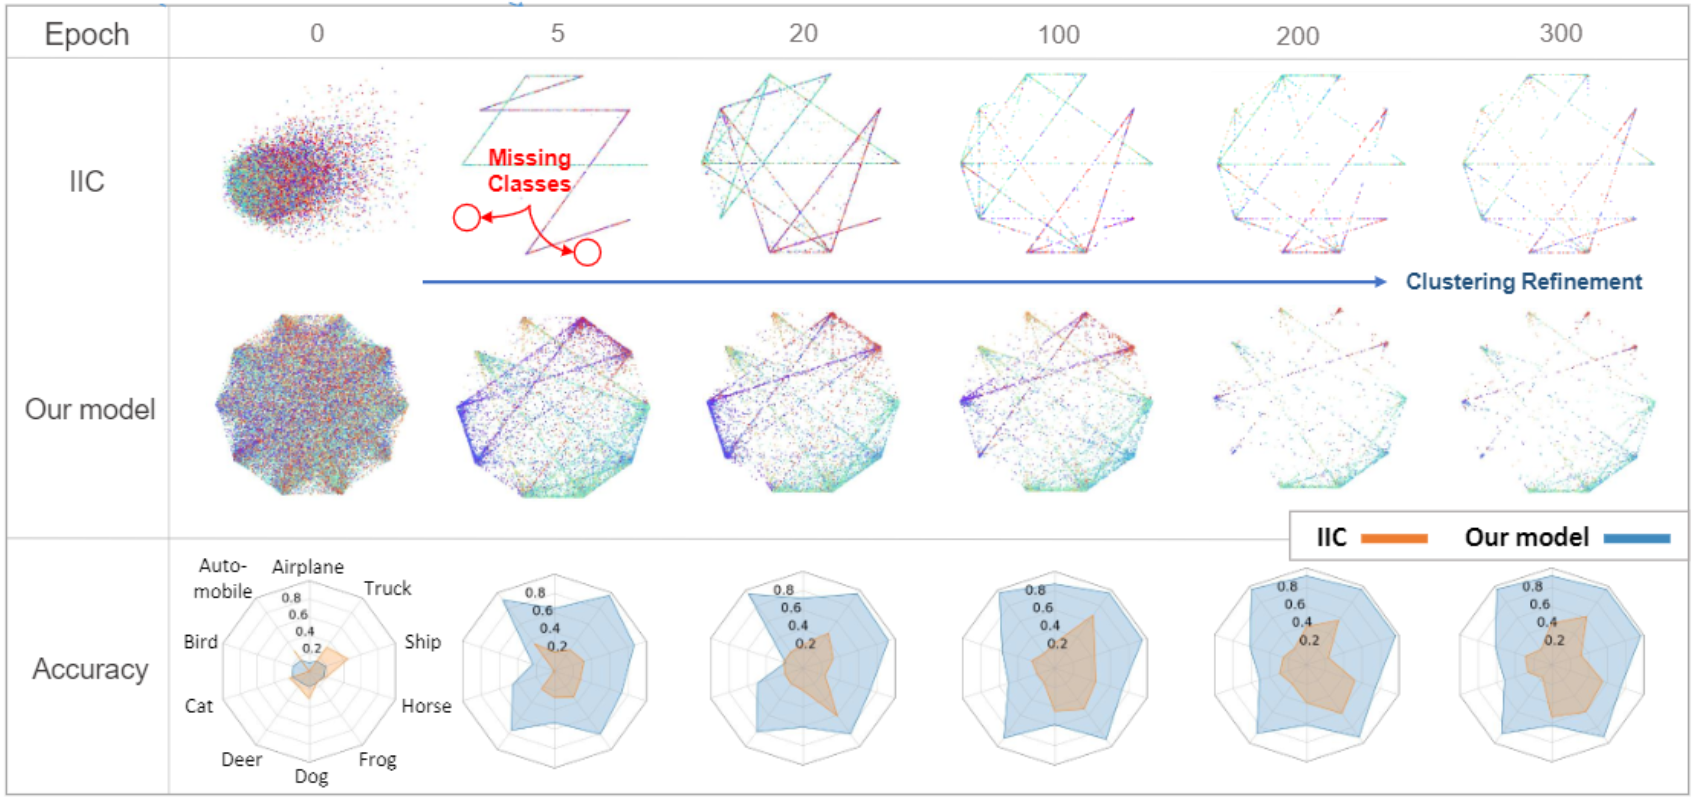 Epoch 0 5 20 100 200 300
IIC
Missing
Classes
Clustering Refinement
Our model
IIC Our model
Accuracy
Auto-
mobile
Airplane
Truck
Bird
Ship
Cat
Horse
Deer
Frog
Dog
0.8
0.6
0.4
0.2
0.8
0.6
0.4
0.2
0.8
0.6
0.4
0.2
0.8
0.6
0.4
0.2
0.8
0.6
0.4
0.2
0.8
0.6
0.4
0.2